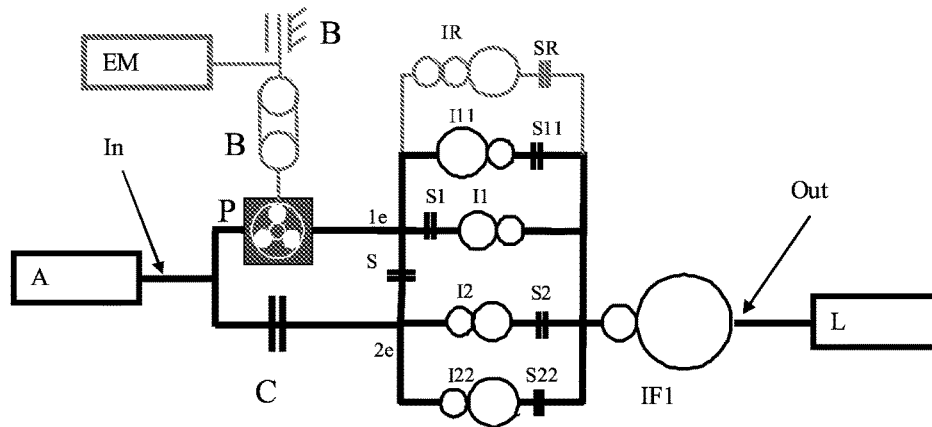 B
IR
SR
EM
I11
S11
B
In
S1
I1
Out
P
1e
S
A
I2
S2
L
2e
C
I22
S22
IF1